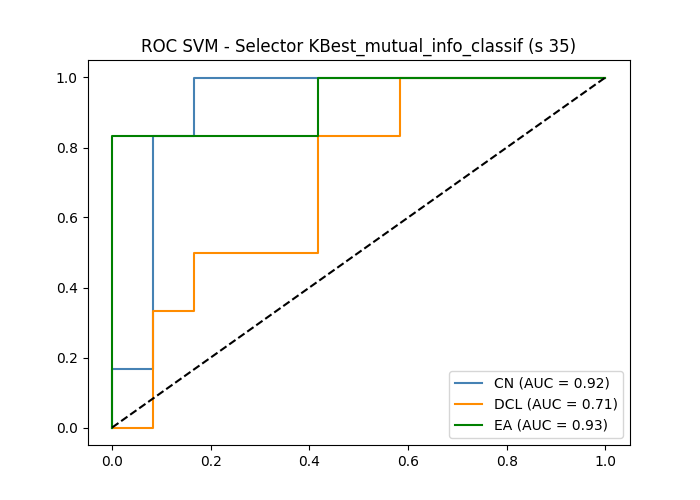 ROC SVM - Selector KBest_mutual_info_classif (s 35)
1.0
0.8
0.6
0.4
0.2
0.0
0.0 0.2 0.4 0.6 0.8 1.0
CN (AUC = 0.92)
DCL (AUC = 0.71)
EA (AUC = 0.93)